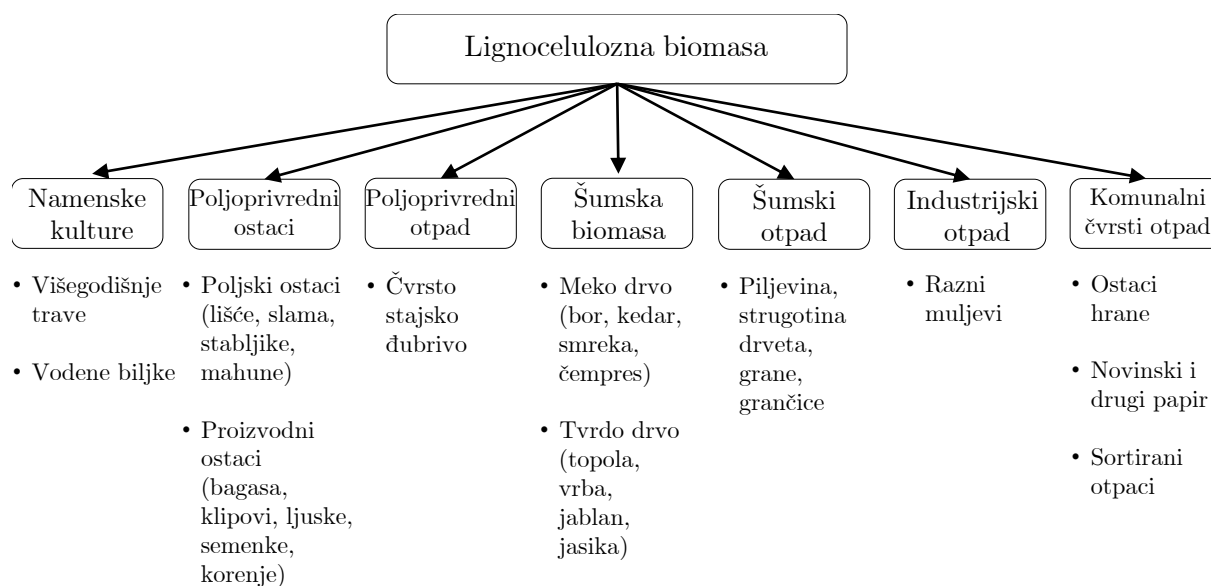 Lignocelulozna biomasa
Namenske
kulture
Poljoprivredni
ostaci
Poljoprivredni
otpad
Šumska
biomasa
Šumski
otpad
Industrijski
otpad
Komunalni
čvrsti otpad
• Višegodišnje
trave
• Vodene biljke
• Poljski ostaci
(lišće, slama,
stabljike,
mahune)
• Proizvodni
ostaci
(bagasa,
klipovi, ljuske,
semenke,
korenje)
• Čvrsto
stajsko
đubrivo
• Meko drvo
(bor, kedar,
smreka,
čempres)
• Tvrdo drvo
(topola,
vrba,
jablan,
jasika)
• Piljevina,
strugotina
drveta,
grane,
grančice
• Razni
muljevi
• Ostaci
hrane
• Novinski i
drugi papir
• Sortirani
otpaci